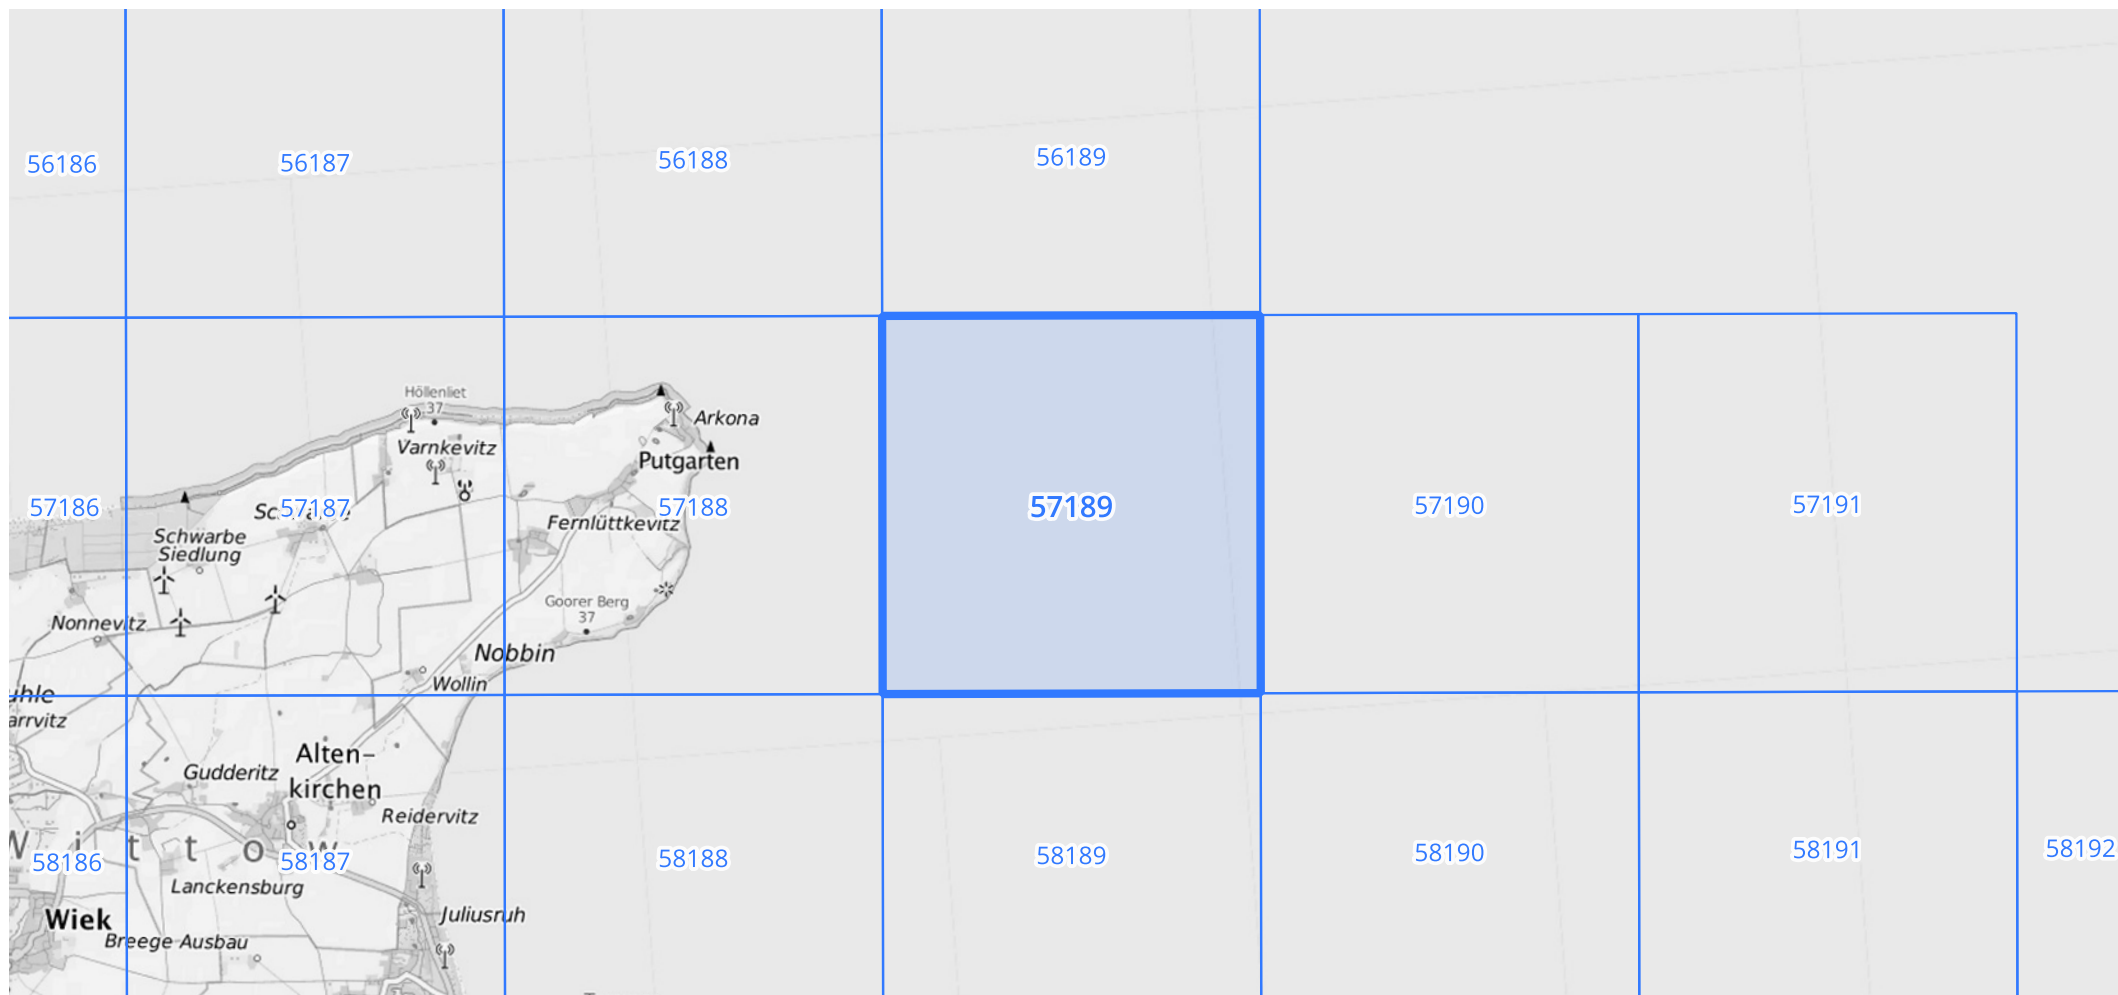 56186
56187
56188
56189
Höllenliet
37
Arkona
Varnkevitz
Putgarten
57186
57187
57188
57189
57190
57191
Fernlüttkevitz
Schwarbe
Siedlung
Goorer Berg
37
Nonnevitz
Nobbin
Wollin
arrvitz
Alten-
kirchen
Gudderitz
Reidervitz
Wittow
58186
58187
58188
58189
58190
58191
58192
Lanckensburg
Wiek
Juliusruh
Breege Ausbau